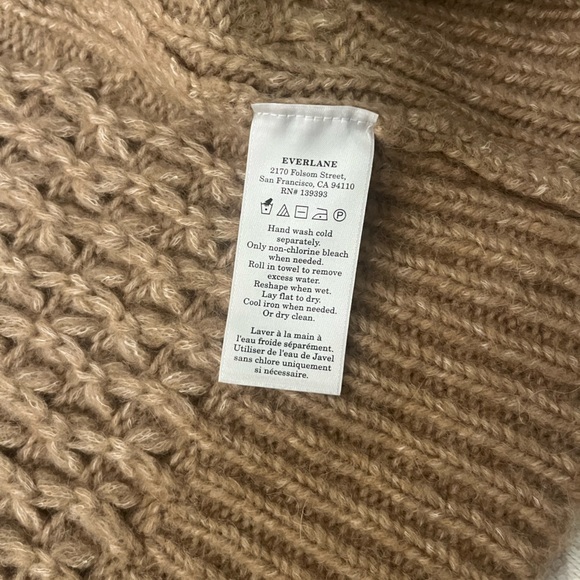 EVERLANE
2170 Folsom Street,
San Francisco, CA 94110
RN# 139393
Hand wash cold
separately.
Only non-chlorine bleach
when needed.
Roll in towel to remove
excess water.
Reshape when wet.
Lay flat to dry.
Cool iron when needed.
Or dry clean.
Laver à la main à
l'eau froide séparément.
Utiliser de l'eau de Javel
sans chlore uniquement
si nécessaire.